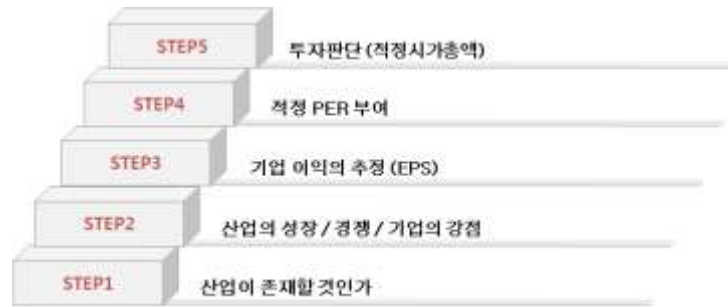 STEP5 투자판단 (적정시가총액)
STEP4 적정 PER 부여
STEP3 기업 이익의 추정 (EPS)
STEP2 산업의 성장 / 경쟁 / 기업의 강점
STEP1 산업이 존재할 것인가